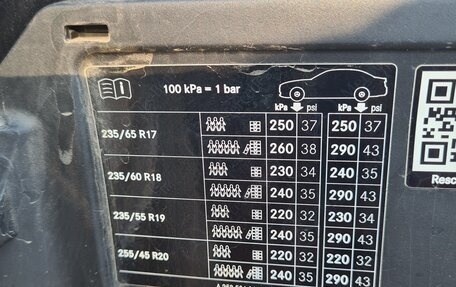 100 kPa = 1 bar
kPa psi kPa psi
235/65 R17 250 37 250 37
260 38 290 43
235/60 R18 230 34 240 35
240 35 290 43
235/55 R19 220 32 230 34
240 35 290 43
255/45 R20 220 32 220 32
240 35 290 43